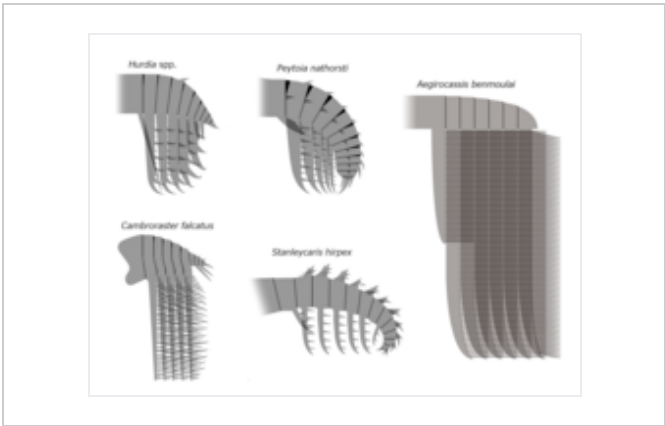 Hurdia spp.
Peytoia nathorsti
Aegirocassis benmoulai
Cambroraster falcatus
Stanleycaris hirpex